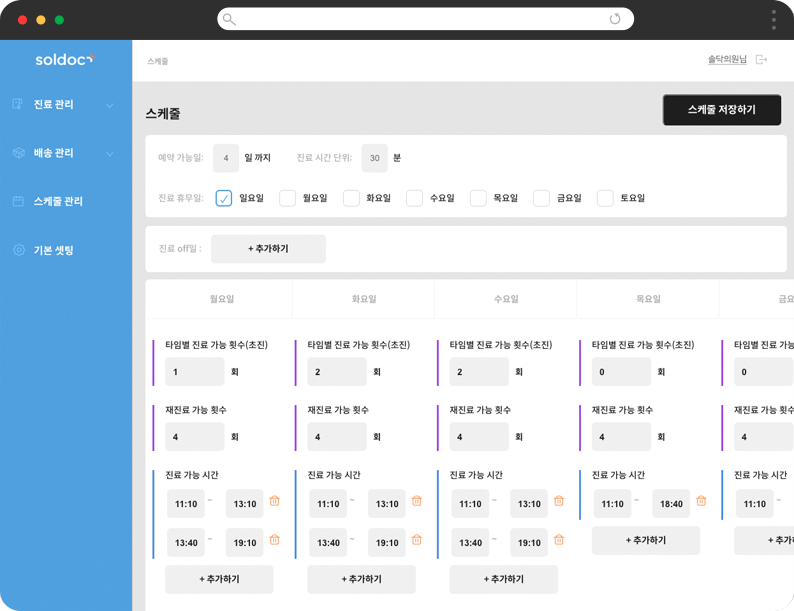 soldoc
스케줄
솔닥의원님
진료 관리
배송 관리
스케줄 관리
기본 셋팅
스케줄
스케줄 저장하기
예약 가능일: 4 일 까지 진료 시간 단위: 30 분
진료 휴무일: 일요일 월요일 화요일 수요일 목요일 금요일 토요일
진료 off일 : + 추가하기
월요일 화요일 수요일 목요일 금요
타임별 진료 가능 횟수(초진) 타임별 진료 가능 횟수(초진) 타임별 진료 가능 횟수(초진) 타임별 진료 가능 횟수(초진) 타임별 진료 가능
1 회 2 회 2 회 0 회 0
재진료 가능 횟수 재진료 가능 횟수 재진료 가능 횟수 재진료 가능 횟수 재진료 가능 횟수
4 회 4 회 4 회 4 회 4
진료 가능 시간 진료 가능 시간 진료 가능 시간 진료 가능 시간 진료 가능 시간
11:10 ~ 13:10 11:10 ~ 13:10 11:10 ~ 13:10 11:10 ~ 18:40 11:10 ~
13:40 ~ 19:10 13:40 ~ 19:10 13:40 ~ 19:10 + 추가하기 + 추가
+ 추가하기 + 추가하기 + 추가하기